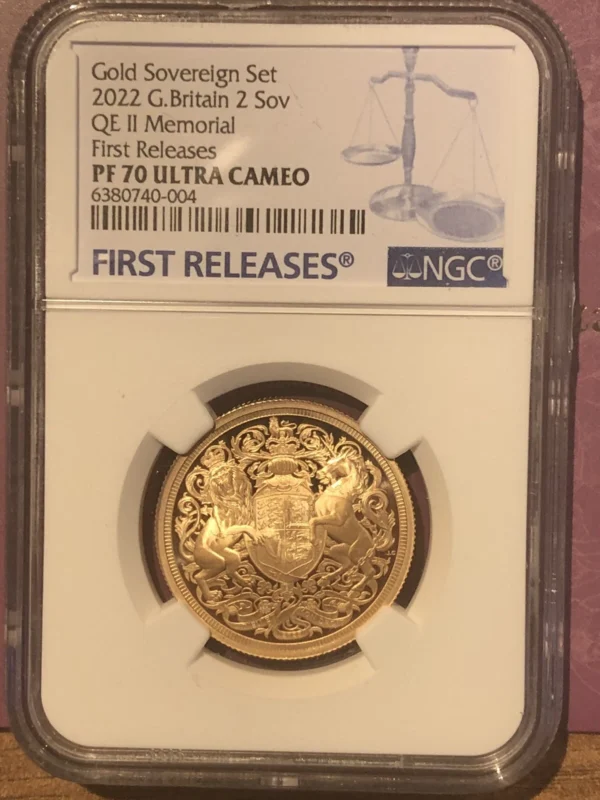 Gold Sovereign Set
2022 G.Britain 2 Sov
QE II Memorial
First Releases
PF 70 ULTRA CAMEO
6380740-004
FIRST RELEASES®
NGC®